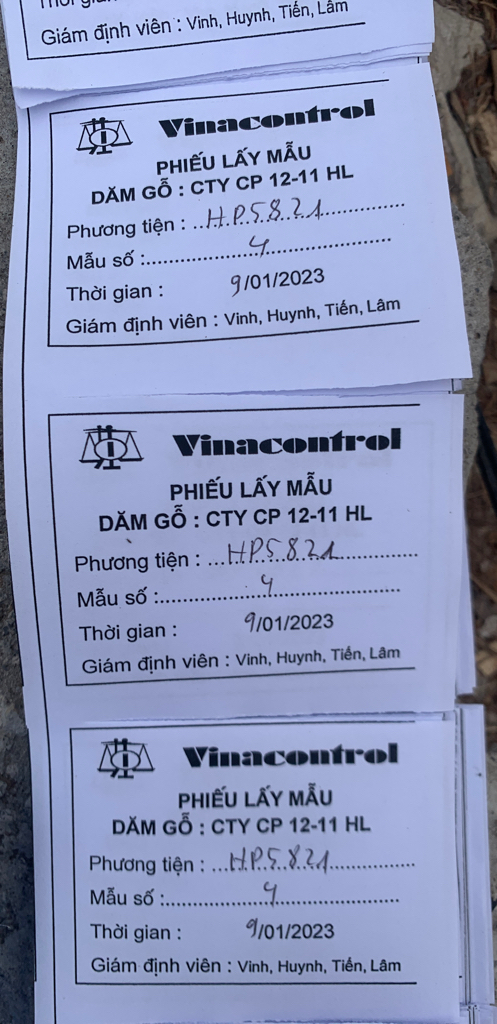 Thời gian
Giám định viên : Vinh, Huynh, Tiến, Lâm
Vinacontrol
PHIẾU LẤY MẪU
DĂM GỖ : CTY CP 12-11 HL
Phương tiện : ...HP5821...
Mẫu số :...4...
Thời gian : 9/01/2023
Giám định viên : Vinh, Huynh, Tiến, Lâm
Vinacontrol
PHIẾU LẤY MẪU
DĂM GỖ : CTY CP 12-11 HL
Phương tiện : ...HP5821...
Mẫu số :...4...
Thời gian : 9/01/2023
Giám định viên : Vinh, Huynh, Tiến, Lâm
Vinacontrol
PHIẾU LẤY MẪU
DĂM GỖ : CTY CP 12-11 HL
Phương tiện : ...HP5821...
Mẫu số :...4...
Thời gian : 9/01/2023
Giám định viên : Vinh, Huynh, Tiến, Lâm